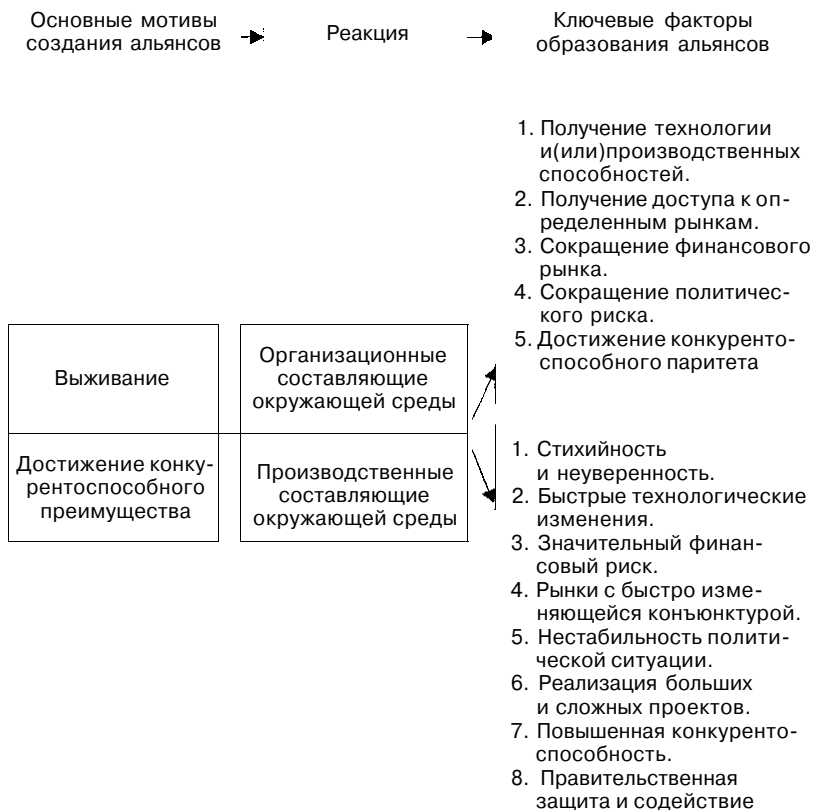 Основные мотивы
создания альянсов
Реакция
Ключевые факторы
образования альянсов
Выживание
Достижение конку-
рентоспособного
преимущества
Организационные
составляющие
окружающей среды
Производственные
составляющие
окружающей среды
1. Получение технологии
и(или)производственных
способностей.
2. Получение доступа к оп-
ределенным рынкам.
3. Сокращение финансового
рынка.
4. Сокращение политичес-
кого риска.
5. Достижение конкуренто-
способного паритета
1. Стихийность
и неуверенность.
2. Быстрые технологические
изменения.
3. Значительный финан-
совый риск.
4. Рынки с быстро изме-
няющейся конъюнктурой.
5. Нестабильность полити-
ческой ситуации.
6. Реализация больших
и сложных проектов.
7. Повышенная конкуренто-
способность.
8. Правительственная
защита и содействие